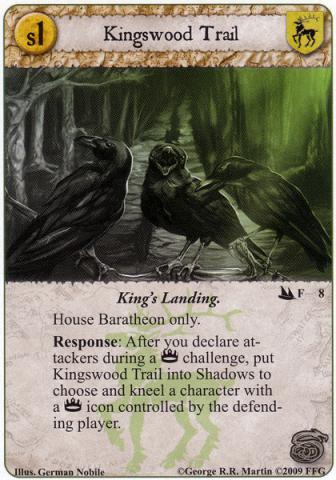 s1
Kingswood Trail
King's Landing.
F 8
House Baratheon only.
Response: After you declare at-
tackers during a challenge, put
Kingswood Trail into Shadows to
choose and kneel a character with
a icon controlled by the defend-
ing player.
Illus. German Nobile
©George R.R. Martin ©2009 FFG